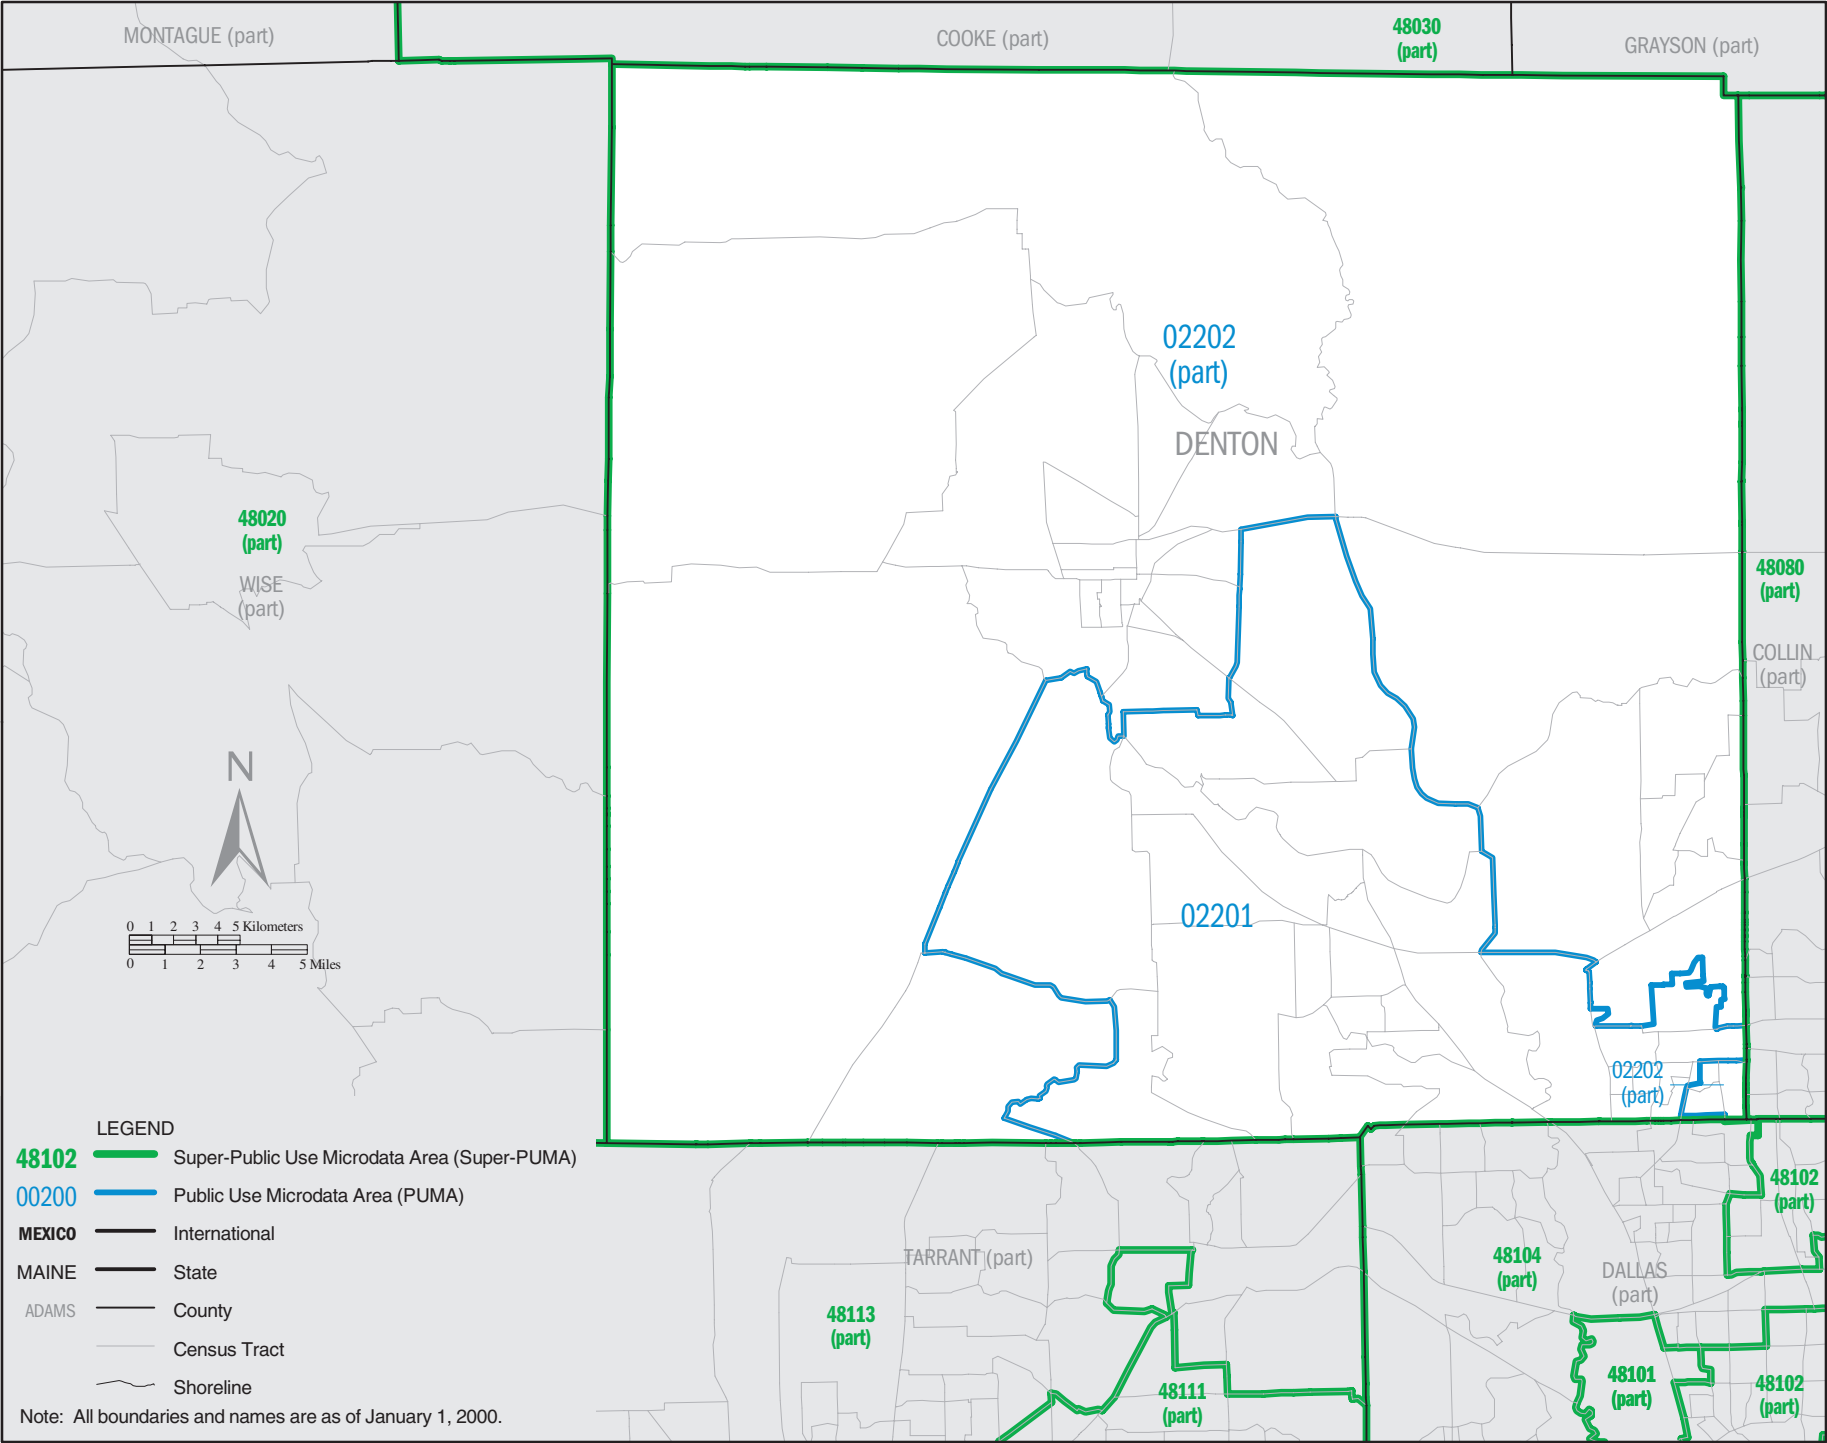 MONTAGUE (part)
COOKE (part)
48030
(part)
GRAYSON (part)
02202
(part)
DENTON
48020
(part)
WISE
(part)
48080
(part)
COLLIN
(part)
N
0 1 2 3 4 5 Kilometers
0 1 2 3 4 5 Miles
02201
02202
(part)
LEGEND
48102 Super-Public Use Microdata Area (Super-PUMA)
00200 Public Use Microdata Area (PUMA)
MEXICO International
MAINE State
ADAMS County
Census Tract
Shoreline
Note: All boundaries and names are as of January 1, 2000.
TARRANT (part)
48113
(part)
48111
(part)
48104
(part)
DALLAS
(part)
48102
(part)
48101
(part)
48102
(part)